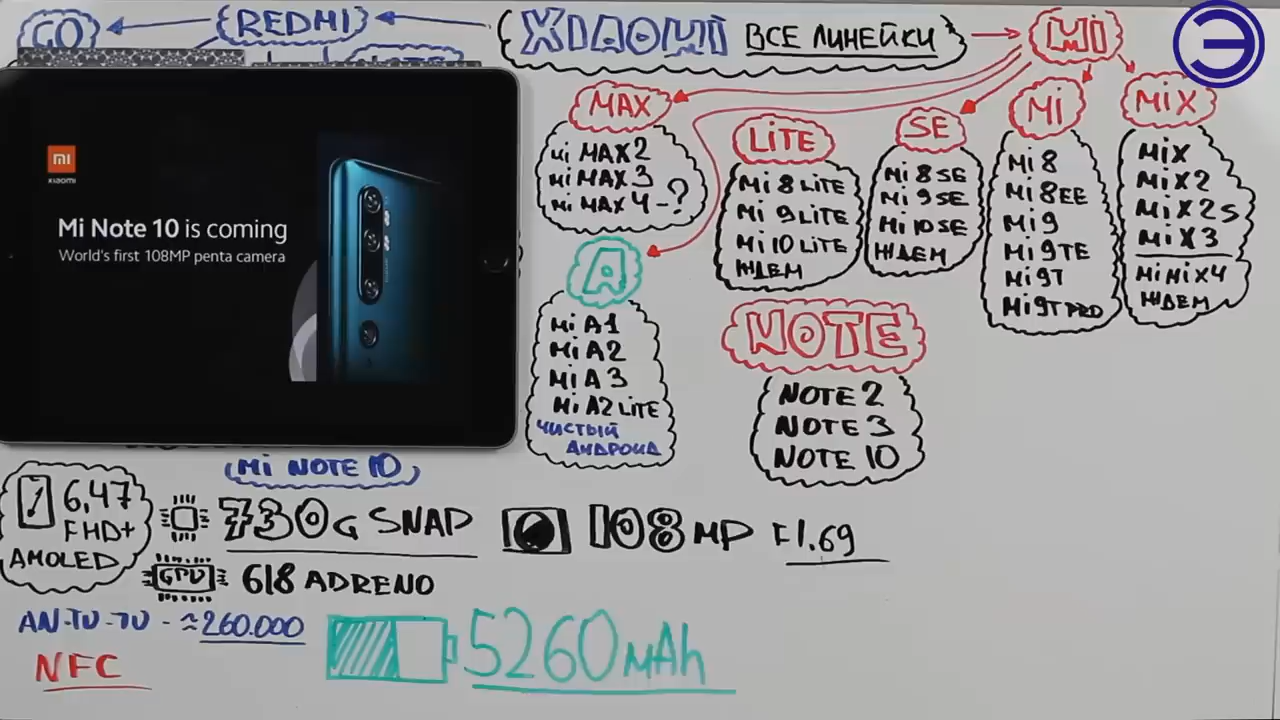 GO
REDMI
XIAOMI ВСЕ ЛИНЕЙКИ
Mi
Э
NOTE
mi
XIAOMI
Mi Note 10 is coming
World's first 108MP penta camera
MAX
Mi MAX 2
Mi MAX 3
Mi MAX 4 - ?
A
Mi A1
Mi A2
Mi A3
Mi A2 LiTE
ЧИСТЫЙ
АНДРОИД
LiTE
Mi 8 LiTE
Mi 9 LiTE
Mi 10 LiTE
ЖДЕМ
SE
Mi 8 SE
Mi 9 SE
Mi 10 SE
ЖДЕМ
Mi
Mi 8
Mi 8EE
Mi 9
Mi 9TE
Mi 9T
Mi 9T PRO
MiX
MiX
MiX 2
MiX 2S
MiX 3
Mi MiX 4
ЖДЕМ
NOTE
NOTE 2
NOTE 3
NOTE 10
Mi NOTE 10
6,47
FHD+
AMOLED
730G SNAP
108 MP F1.69
GPU 618 ADRENO
AN-TU-TU - ≈ 260.000
5260 MAh
NFC